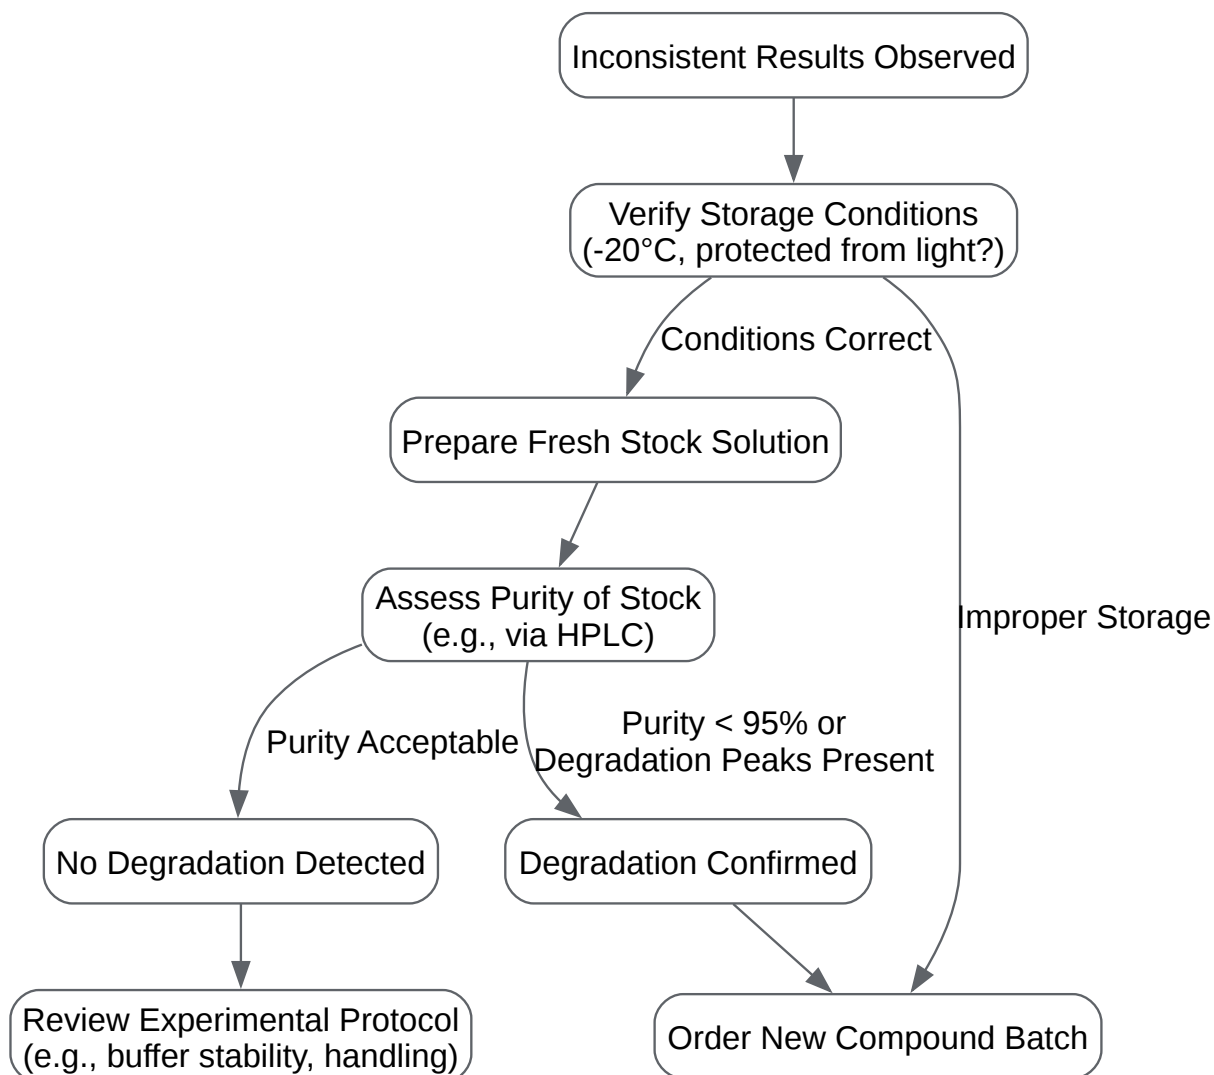 Inconsistent Results Observed
Verify Storage Conditions
(-20°C, protected from light?)
Conditions Correct
Prepare Fresh Stock Solution
Assess Purity of Stock
(e.g., via HPLC)
Improper Storage
Purity Acceptable
Purity < 95% or
Degradation Peaks Present
No Degradation Detected
Degradation Confirmed
Review Experimental Protocol
(e.g., buffer stability, handling)
Order New Compound Batch